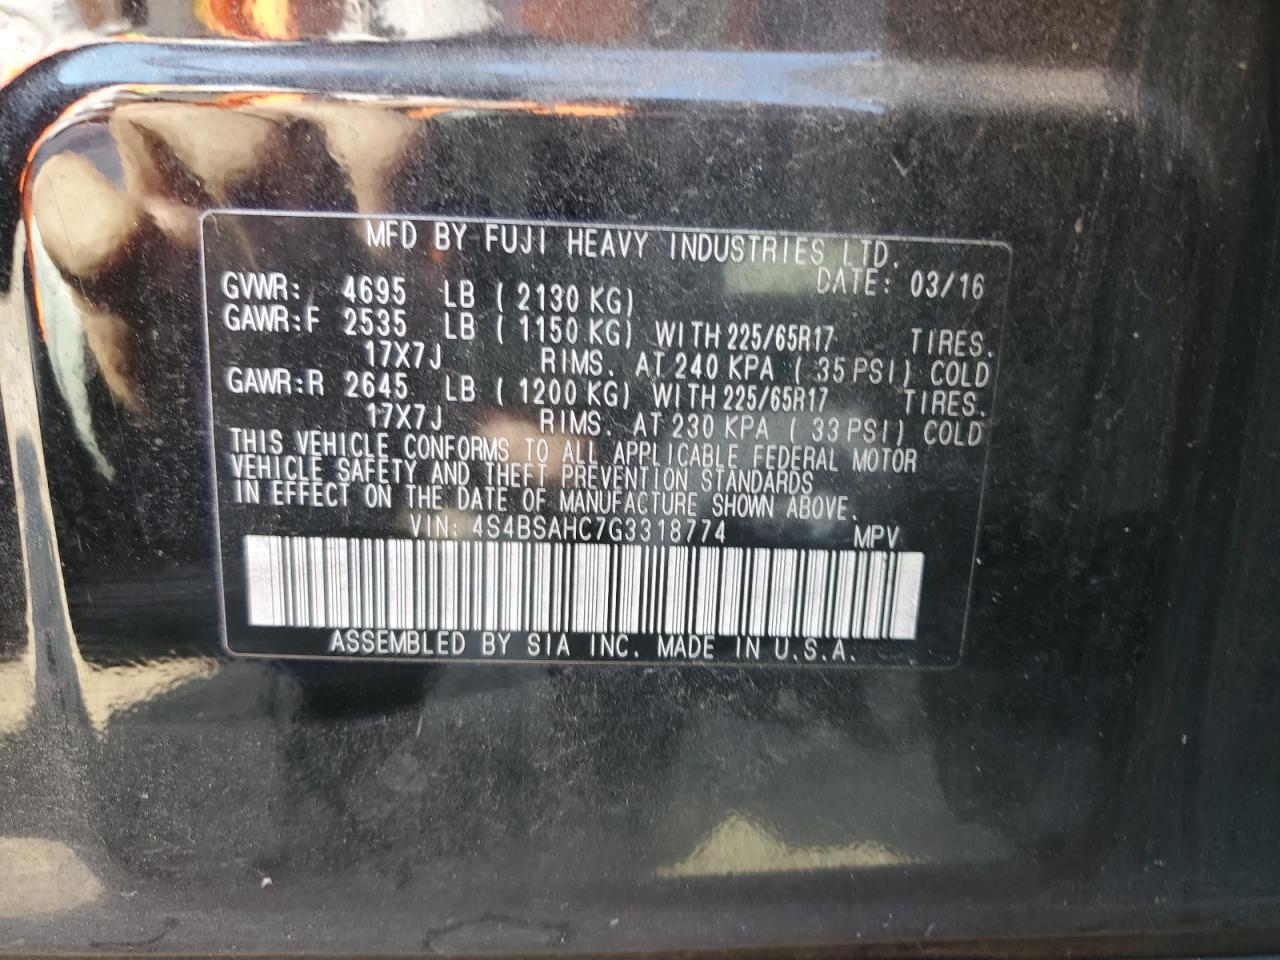 MFD BY FUJI HEAVY INDUSTRIES LTD.
DATE: 03/16
GVWR: 4695 LB ( 2130 KG)
GAWR:F 2535 LB ( 1150 KG) WITH 225/65R17 TIRES.
17X7J RIMS. AT 240 KPA ( 35 PSI) COLD
GAWR:R 2645 LB ( 1200 KG) WITH 225/65R17 TIRES.
17X7J RIMS. AT 230 KPA ( 33 PSI) COLD
THIS VEHICLE CONFORMS TO ALL APPLICABLE FEDERAL MOTOR
VEHICLE SAFETY AND THEFT PREVENTION STANDARDS
IN EFFECT ON THE DATE OF MANUFACTURE SHOWN ABOVE.
VIN: 4S4BSAHC7G3318774 MPV
ASSEMBLED BY SIA INC. MADE IN U.S.A.